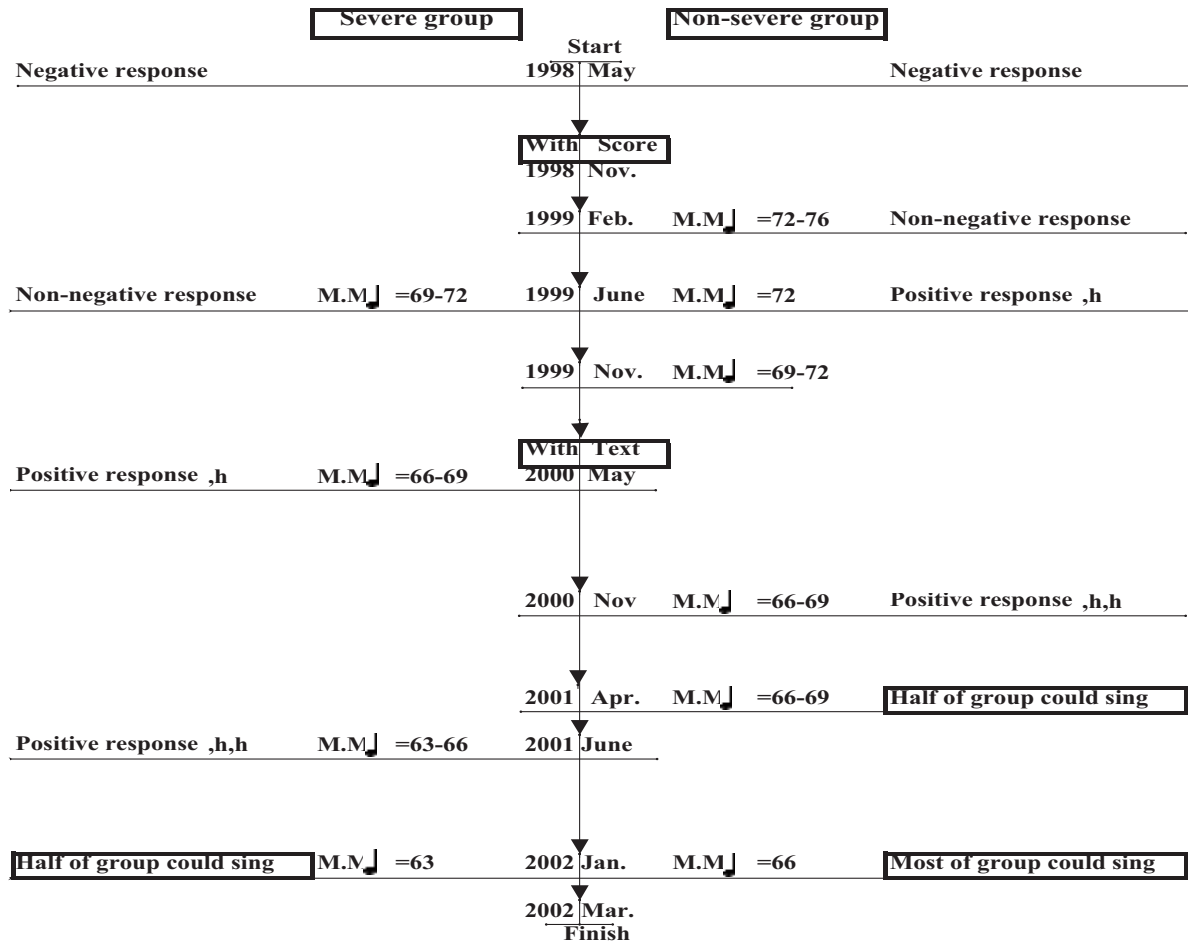 Severe group Non-severe group
Start
Negative response 1998 May Negative response
With Score
1998 Nov.
1999 Feb. M.M♩ =72-76 Non-negative response
Non-negative response M.M♩ =69-72 1999 June M.M♩ =72 Positive response ,h
1999 Nov. M.M♩ =69-72
With Text
Positive response ,h M.M♩ =66-69 2000 May
2000 Nov M.M♩ =66-69 Positive response ,h,h
2001 Apr. M.M♩ =66-69 Half of group could sing
Positive response ,h,h M.M♩ =63-66 2001 June
Half of group could sing M.M♩ =63 2002 Jan. M.M♩ =66 Most of group could sing
2002 Mar.
Finish